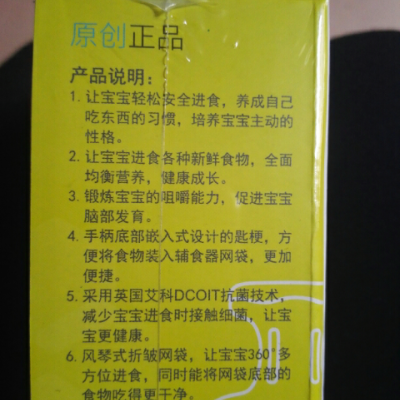 原创正品
产品说明：
1. 让宝宝轻松安全进食，养成自己
吃东西的习惯，培养宝宝主动的
性格。
2. 让宝宝进食各种新鲜食物，全面
均衡营养，健康成长。
3. 锻炼宝宝的咀嚼能力，促进宝宝
脑部发育。
4. 手柄底部嵌入式设计的匙梗，方
便将食物装入辅食器网袋，更加
便捷。
5. 采用英国艾科DCOIT抗菌技术，
减少宝宝进食时接触细菌，让宝
宝更健康。
6. 风琴式折皱网袋，让宝宝360°多
方位进食，同时能将网袋底部的
食物吃得更干净。